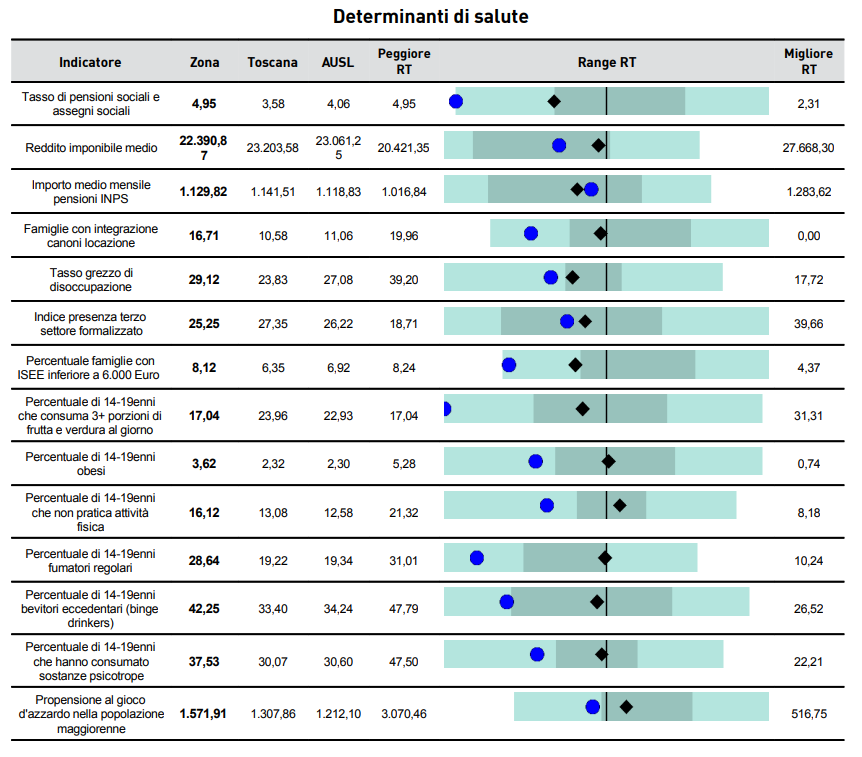 Determinanti di salute
Indicatore Zona Toscana AUSL Peggiore RT Range RT Migliore RT
Tasso di pensioni sociali e
assegni sociali 4,95 3,58 4,06 4,95 2,31
Reddito imponibile medio 22.390,8
7 23.203,58 23.061,2
5 20.421,35 27.668,30
Importo medio mensile
pensioni INPS 1.129,82 1.141,51 1.118,83 1.016,84 1.283,62
Famiglie con integrazione
canoni locazione 16,71 10,58 11,06 19,96 0,00
Tasso grezzo di
disoccupazione 29,12 23,83 27,08 39,20 17,72
Indice presenza terzo
settore formalizzato 25,25 27,35 26,22 18,71 39,66
Percentuale famiglie con
ISEE inferiore a 6.000 Euro 8,12 6,35 6,92 8,24 4,37
Percentuale di 14-19enni
che consuma 3+ porzioni di
frutta e verdura al giorno 17,04 23,96 22,93 17,04 31,31
Percentuale di 14-19enni
obesi 3,62 2,32 2,30 5,28 0,74
Percentuale di 14-19enni
che non pratica attività
fisica 16,12 13,08 12,58 21,32 8,18
Percentuale di 14-19enni
fumatori regolari 28,64 19,22 19,34 31,01 10,24
Percentuale di 14-19enni
bevitori eccedentari (binge
drinkers) 42,25 33,40 34,24 47,79 26,52
Percentuale di 14-19enni
che hanno consumato
sostanze psicotrope 37,53 30,07 30,60 47,50 22,21
Propensione al gioco
d'azzardo nella popolazione
maggiorenne 1.571,91 1.307,86 1.212,10 3.070,46 516,75